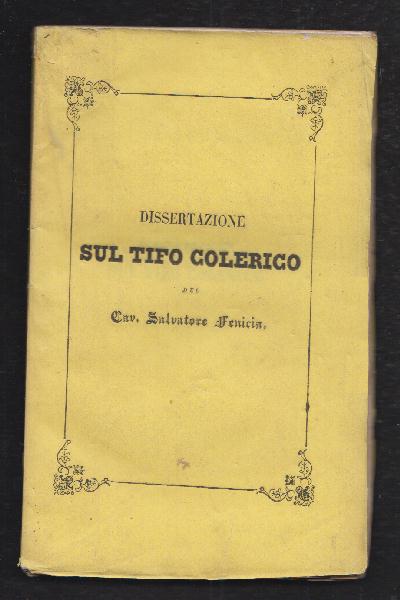 DISSERTAZIONE
SUL TIFO COLERICO
DEL
Cav. Salvatore Fenicia.